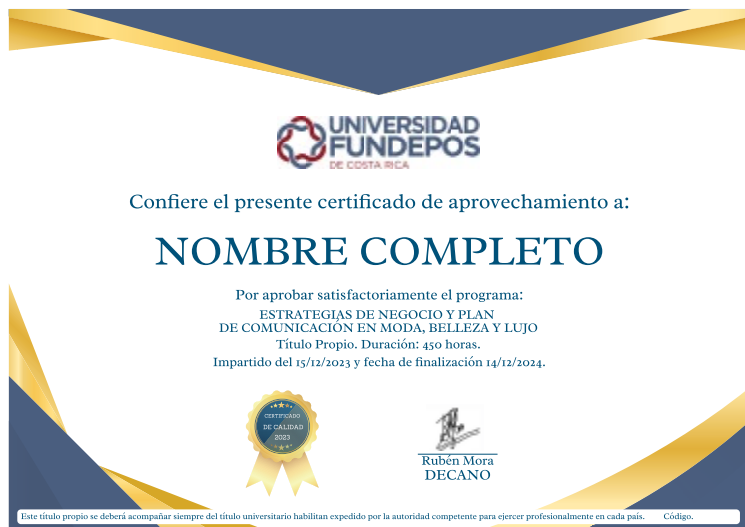 UNIVERSIDAD
FUNDEPOS
DE COSTA RICA
Confiere el presente certificado de aprovechamiento a:
NOMBRE COMPLETO
Por aprobar satisfactoriamente el programa:
ESTRATEGIAS DE NEGOCIO Y PLAN
DE COMUNICACIÓN EN MODA, BELLEZA Y LUJO
Título Propio. Duración: 450 horas.
Impartido del 15/12/2023 y fecha de finalización 14/12/2024.
CERTIFICADO
DE CALIDAD
2023
Rubén Mora
DECANO
Este título propio se deberá acompañar siempre del título universitario habilitan expedido por la autoridad competente para ejercer profesionalmente en cada país. Código.